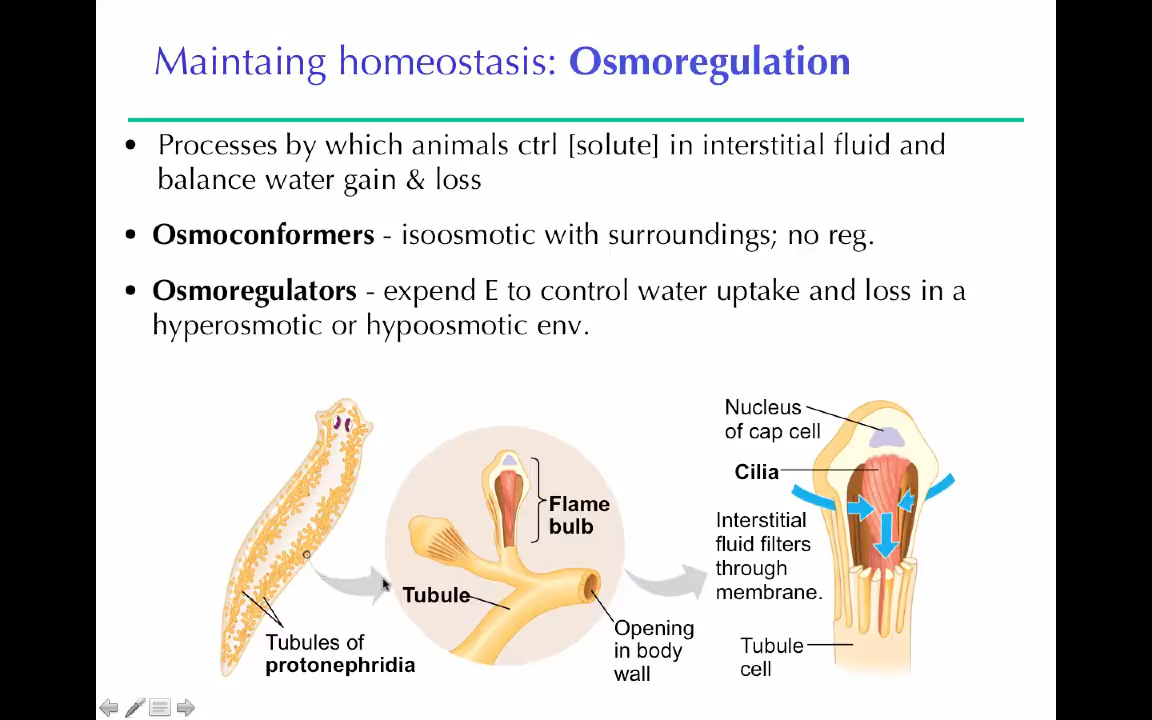 Maintaing homeostasis: Osmoregulation
• Processes by which animals ctrl [solute] in interstitial fluid and
balance water gain & loss
• Osmoconformers - isoosmotic with surroundings; no reg.
• Osmoregulators - expend E to control water uptake and loss in a
hyperosmotic or hypoosmotic env.
Tubules of
protonephridia
Flame
bulb
Tubule
Opening
in body
wall
Nucleus
of cap cell
Cilia
Interstitial
fluid filters
through
membrane.
Tubule
cell